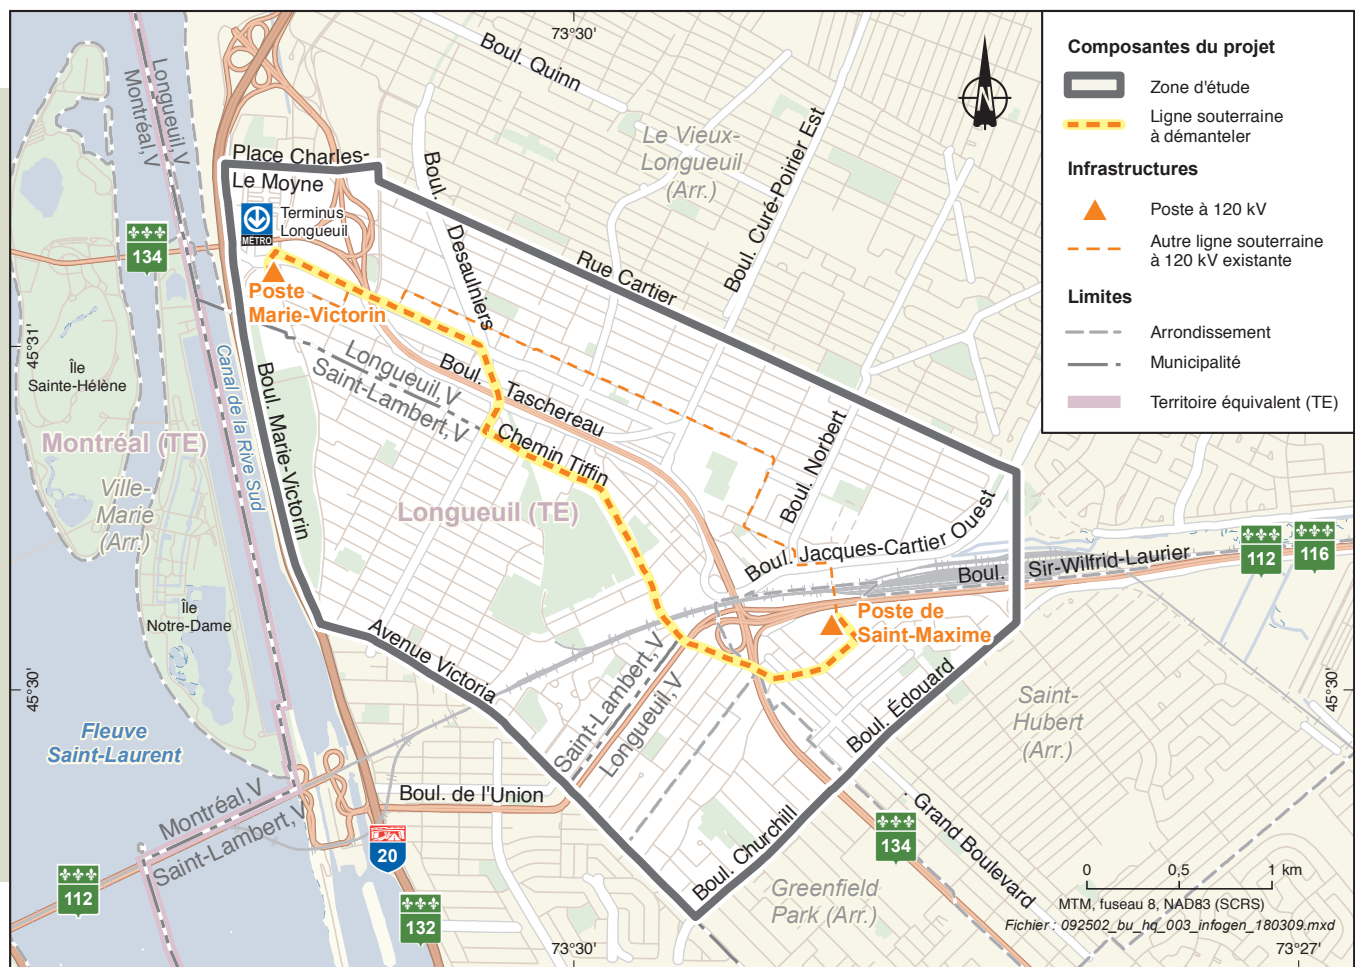 73°30'
Boul. Quinn
Longueuil, V
Montréal, V
Le Vieux-
Longueuil
(Arr.)
Boul. Curé-Poirier Est
Place Charles-
Le Moyne
Boul. Desaulniers
MÉTRO
Terminus
Longueuil
134
Rue Cartier
Poste
Marie-Victorin
45°31'
Île
Sainte-Hélène
Canal de la Rive Sud
Boul. Marie-Victorin
Longueuil, V
Saint-Lambert, V
Boul. Taschereau
Chemin Tiffin
Boul. Norbert
Montréal (TE)
Ville-
Marie
(Arr.)
Longueuil (TE)
Boul. Jacques-Cartier Ouest
Boul. Sir-Wilfrid-Laurier
112
116
Île
Notre-Dame
Poste de
Saint-Maxime
Avenue Victoria
Saint-Lambert, V
Longueuil, V
Boul. Édouard
Saint-
Hubert
(Arr.)
45°30'
45°30'
Fleuve
Saint-Laurent
Montréal, V
Saint-Lambert, V
Boul. de l'Union
20
Boul. Churchill
134
Grand Boulevard
Greenfield
Park (Arr.)
112
132
73°30'
73°27'
Composantes du projet
Zone d'étude
Ligne souterraine
à démanteler
Infrastructures
Poste à 120 kV
Autre ligne souterraine
à 120 kV existante
Limites
Arrondissement
Municipalité
Territoire équivalent (TE)
N
0 0,5 1 km
MTM, fuseau 8, NAD83 (SCRS)
Fichier : 092502_bu_hq_003_infogen_180309.mxd